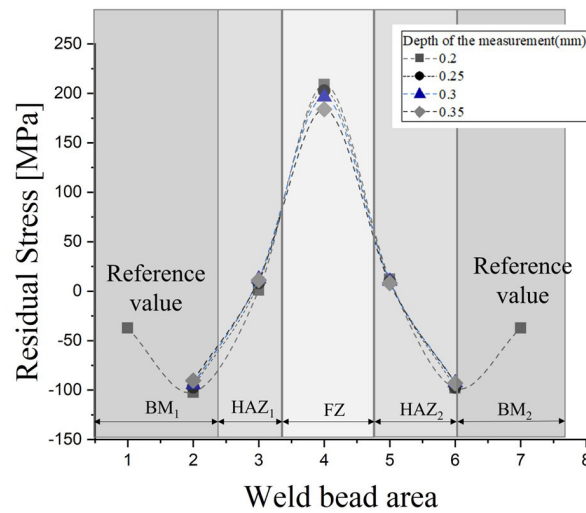 Residual Stress [MPa]
250
200
150
100
50
0
-50
-100
-150
Depth of the measurement(mm)
0.2
0.25
0.3
0.35
Reference
value
Reference
value
BM₁
HAZ₁
FZ
HAZ₂
BM₂
1 2 3 4 5 6 7 8
Weld bead area